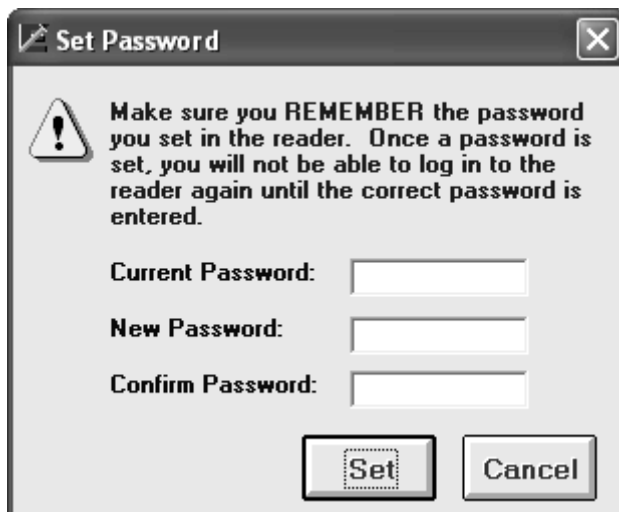 Set Password
Make sure you REMEMBER the password
you set in the reader.  Once a password is
set, you will not be able to log in to the
reader again until the correct password is
entered.
Current Password:
New Password:
Confirm Password:
Set Cancel